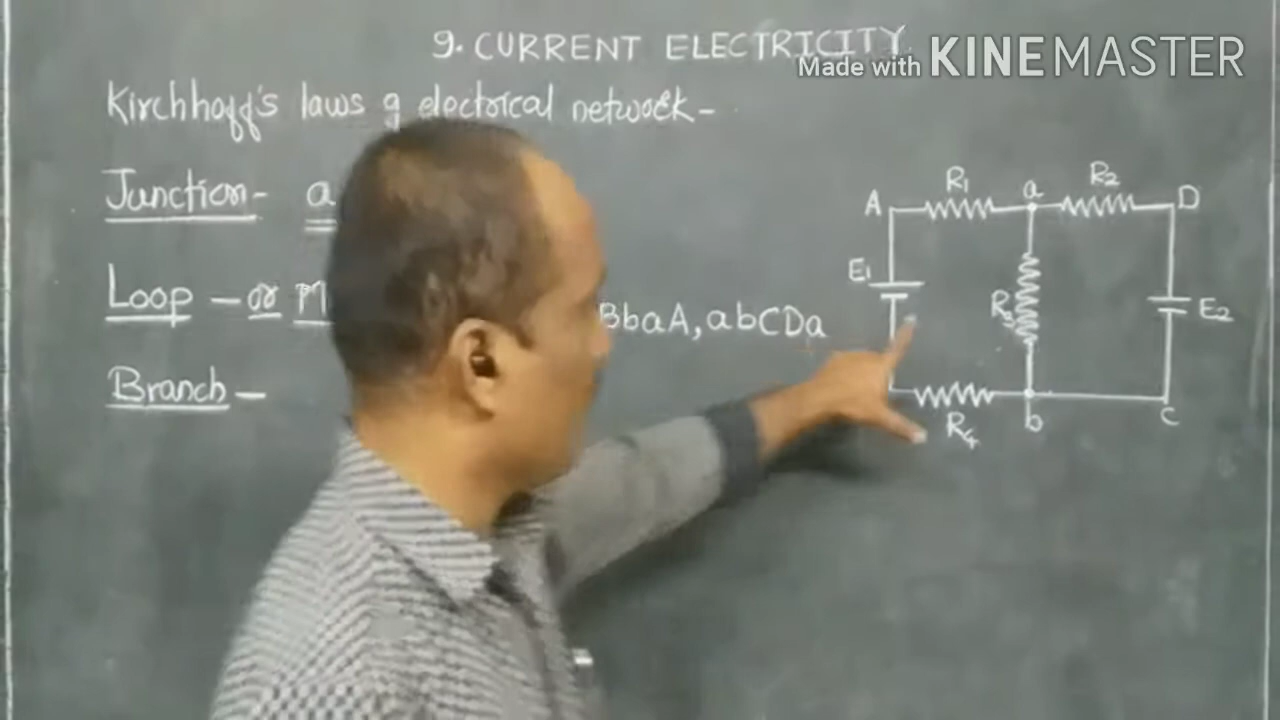 9. CURRENT ELECTRICITY
Made with KINEMASTER
Kirchhoff's laws of electrical network-
Junction- a
Loop - or M
BbaA, abCDa
Branch -
A R1 a R2 D
E1 R3 E2
R4 b C